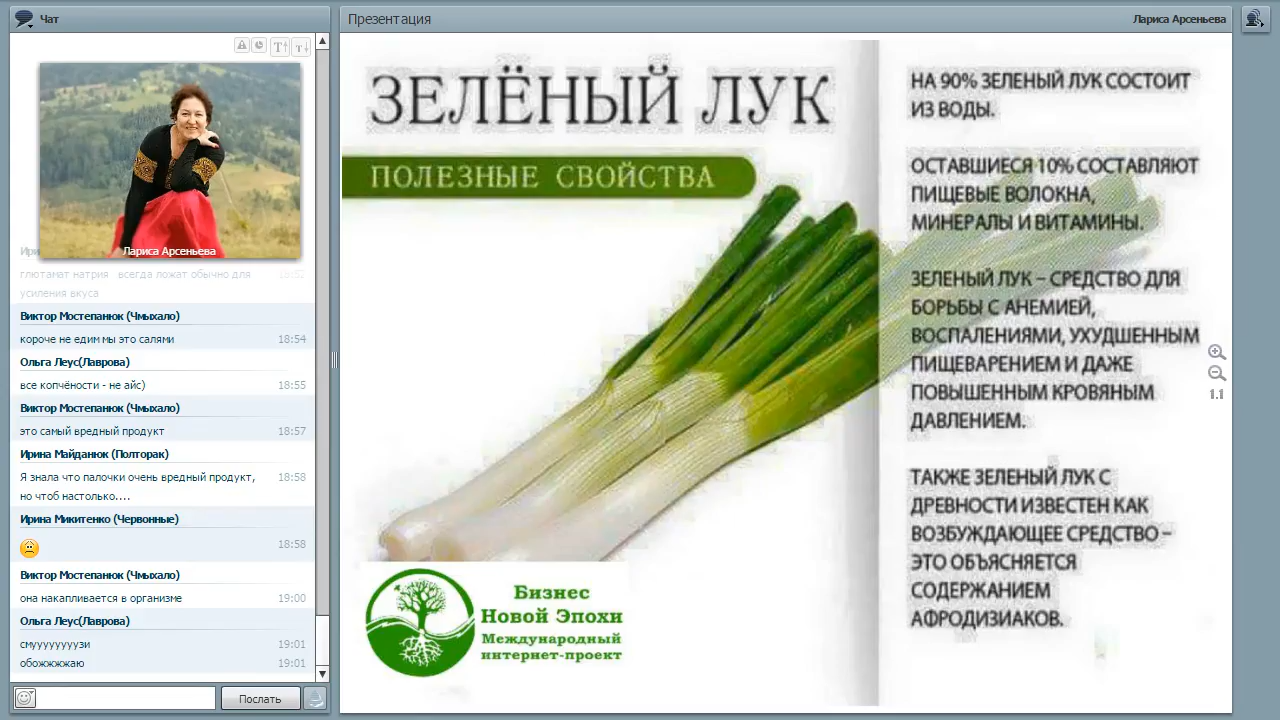 Чат
Лариса Арсеньева
глютамат натрия всегда ложат обычно для 18:52
усиления вкуса
Виктор Мостепанюк (Чмыхало)
короче не едим мы это салями 18:54
Ольга Леус(Лаврова)
все копчёности - не айс) 18:55
Виктор Мостепанюк (Чмыхало)
это самый вредный продукт 18:57
Ирина Майданюк (Полторак)
Я знала что палочки очень вредный продукт, 18:58
но чтоб настолько....
Ирина Микитенко (Червонные)
18:58
Виктор Мостепанюк (Чмыхало)
она накапливается в организме 19:00
Ольга Леус(Лаврова)
смуууууууузи 19:01
обожжжжаю 19:01
Послать
Презентация
Лариса Арсеньева
ЗЕЛЁНЫЙ ЛУК
ПОЛЕЗНЫЕ СВОЙСТВА
Бизнес
Новой Эпохи
Международный
интернет-проект
НА 90% ЗЕЛЕНЫЙ ЛУК СОСТОИТ
ИЗ ВОДЫ.
ОСТАВШИЕСЯ 10% СОСТАВЛЯЮТ
ПИЩЕВЫЕ ВОЛОКНА,
МИНЕРАЛЫ И ВИТАМИНЫ.
ЗЕЛЕНЫЙ ЛУК – СРЕДСТВО ДЛЯ
БОРЬБЫ С АНЕМИЕЙ,
ВОСПАЛЕНИЯМИ, УХУДШЕННЫМ
ПИЩЕВАРЕНИЕМ И ДАЖЕ
ПОВЫШЕННЫМ КРОВЯНЫМ
ДАВЛЕНИЕМ.
ТАКЖЕ ЗЕЛЕНЫЙ ЛУК С
ДРЕВНОСТИ ИЗВЕСТЕН КАК
ВОЗБУЖДАЮЩЕЕ СРЕДСТВО –
ЭТО ОБЪЯСНЯЕТСЯ
СОДЕРЖАНИЕМ
АФРОДИЗИАКОВ.
1.1